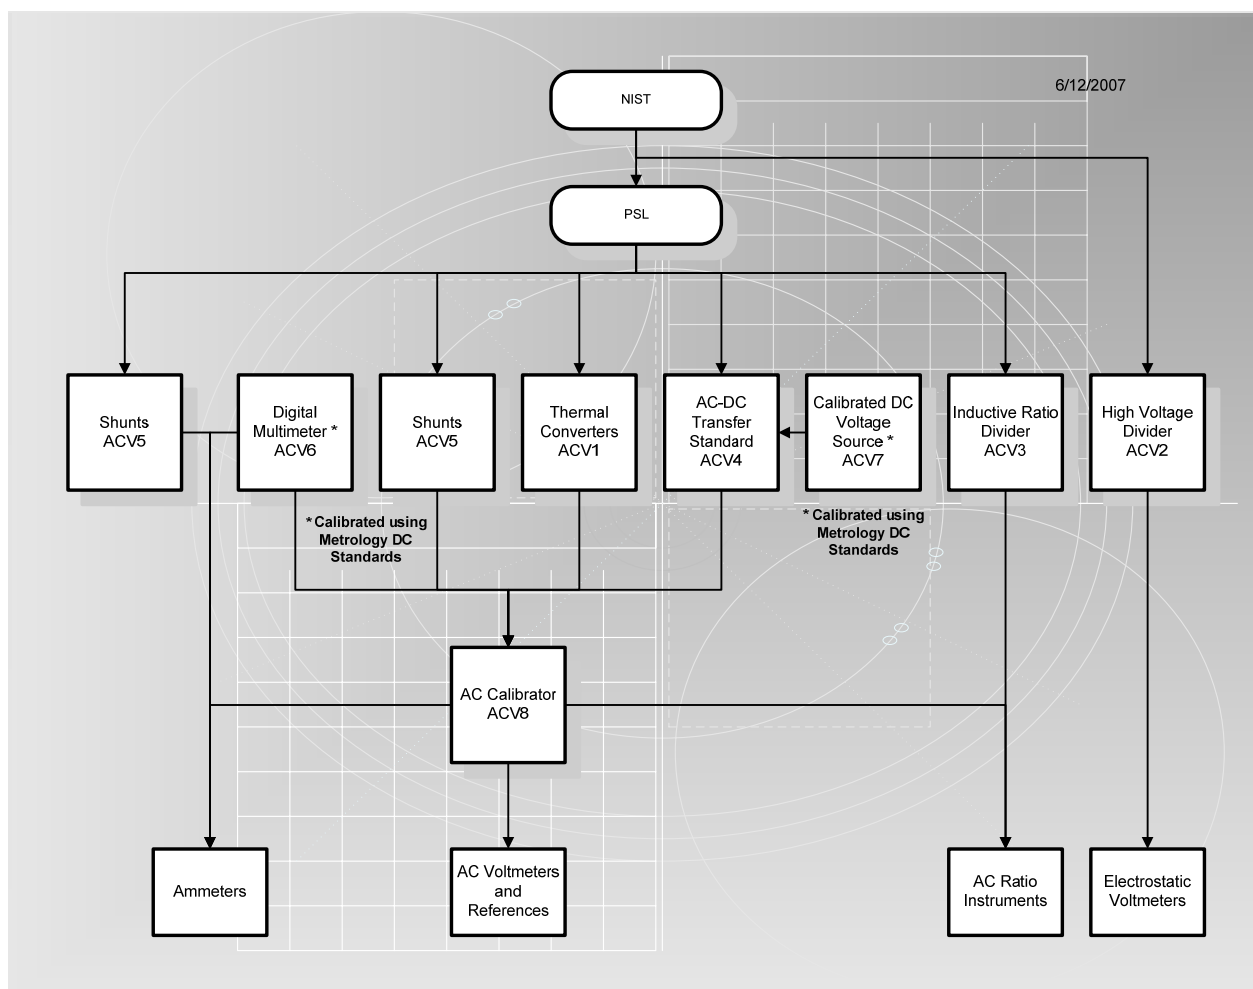 NIST
6/12/2007
PSL
Shunts
ACV5
Digital
Multimeter *
ACV6
Shunts
ACV5
Thermal
Converters
ACV1
AC-DC
Transfer
Standard
ACV4
Calibrated DC
Voltage
Source *
ACV7
Inductive Ratio
Divider
ACV3
High Voltage
Divider
ACV2
* Calibrated using
Metrology DC
Standards
* Calibrated using
Metrology DC
Standards
AC Calibrator
ACV8
Ammeters
AC Voltmeters
and
References
AC Ratio
Instruments
Electrostatic
Voltmeters